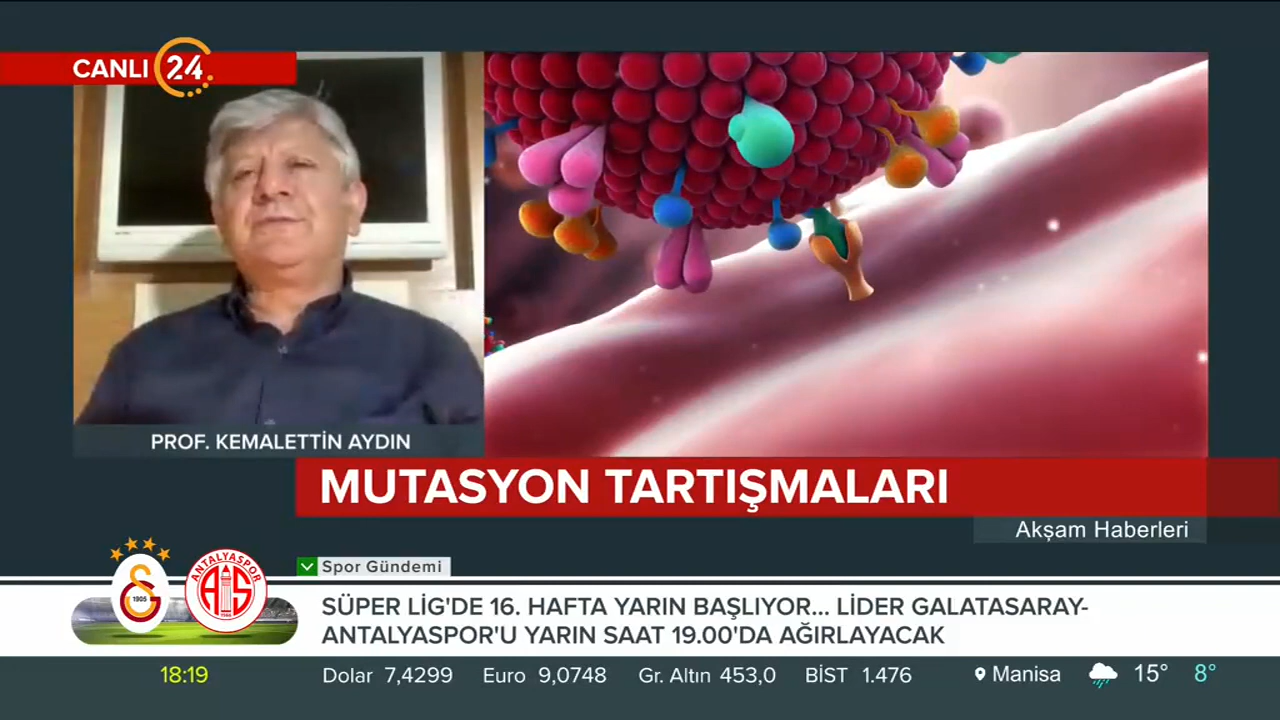 CANLI 24
PROF. KEMALETTİN AYDIN
MUTASYON TARTIŞMALARI
Akşam Haberleri
Spor Gündemi
1905
ANTALYASPOR
SÜPER LİG'DE 16. HAFTA YARIN BAŞLIYOR... LİDER GALATASARAY-
ANTALYASPOR'U YARIN SAAT 19.00'DA AĞIRLAYACAK
18:19 Dolar 7,4299 Euro 9,0748 Gr. Altın 453,0 BİST 1.476 Manisa 15° 8°